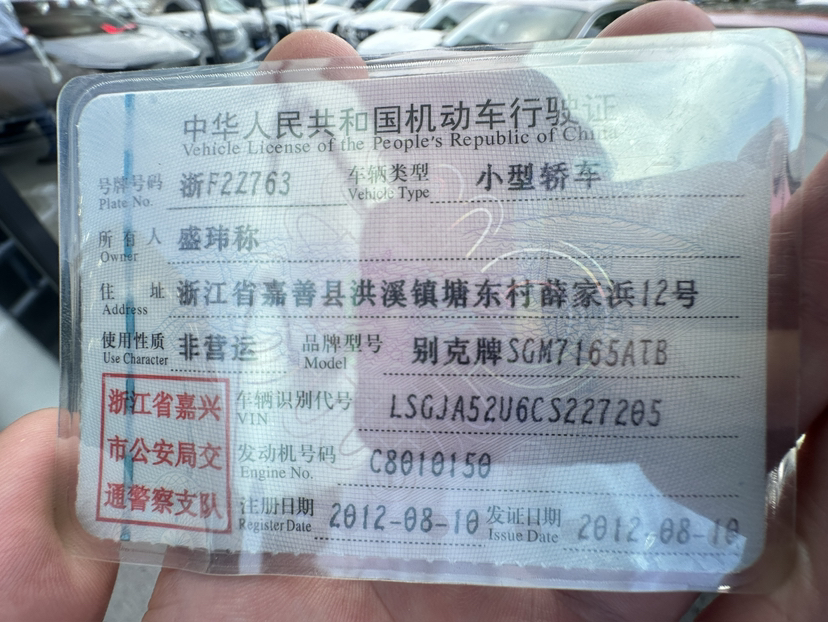 中华人民共和国机动车行驶证
Vehicle License of the People's Republic of China
号牌号码 浙F2Z763 车辆类型 小型轿车
Plate No. Vehicle Type
所有人 盛玮称
Owner
住址 浙江省嘉善县洪溪镇塘东村薛家浜12号
Address
使用性质 非营运 品牌型号 别克牌SGM7165ATB
Use Character Model
浙江省嘉兴
市公安局交
通警察支队
车辆识别代号 LSGJA52U6CS227205
VIN
发动机号码 C8010150
Engine No.
注册日期 2012-08-10 发证日期 2012-08-10
Register Date Issue Date